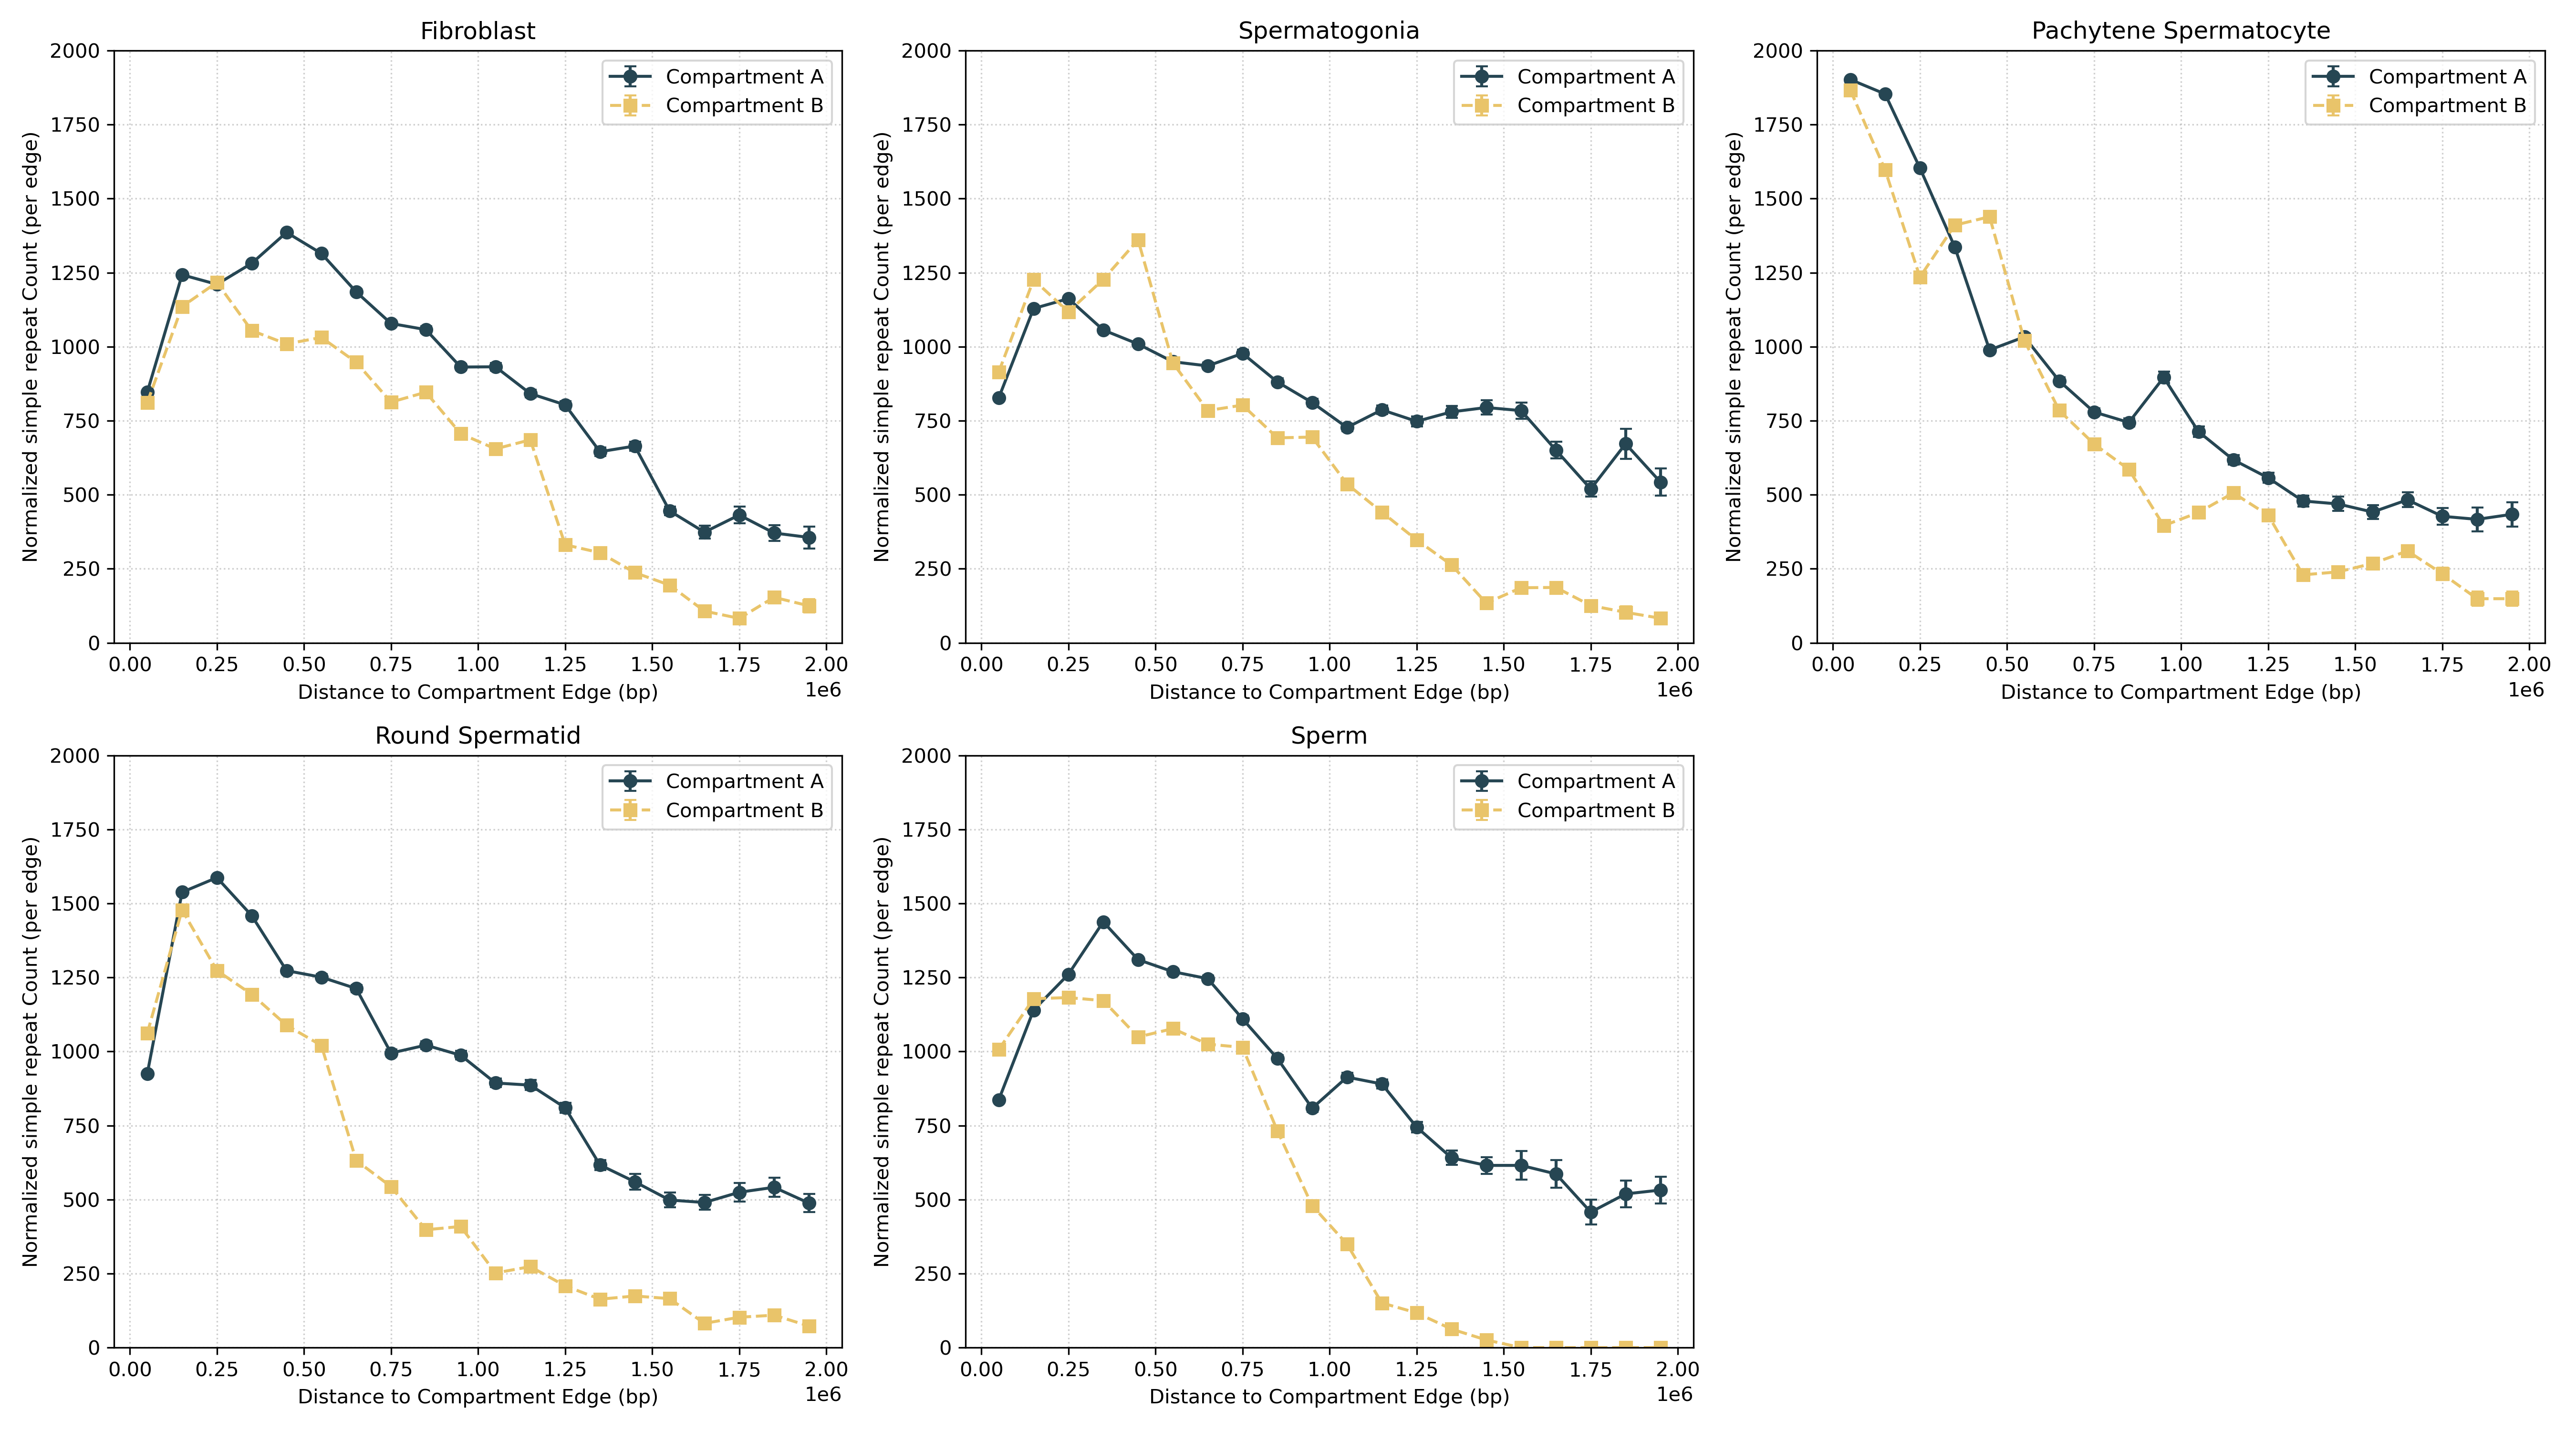 Fibroblast
Normalized simple repeat Count (per edge)
2000
1750
1500
1250
1000
750
500
250
0
Compartment A
Compartment B
0.00 0.25 0.50 0.75 1.00 1.25 1.50 1.75 2.00
1e6
Distance to Compartment Edge (bp)
Spermatogonia
Normalized simple repeat Count (per edge)
2000
1750
1500
1250
1000
750
500
250
0
Compartment A
Compartment B
0.00 0.25 0.50 0.75 1.00 1.25 1.50 1.75 2.00
1e6
Distance to Compartment Edge (bp)
Pachytene Spermatocyte
Normalized simple repeat Count (per edge)
2000
1750
1500
1250
1000
750
500
250
0
Compartment A
Compartment B
0.00 0.25 0.50 0.75 1.00 1.25 1.50 1.75 2.00
1e6
Distance to Compartment Edge (bp)
Round Spermatid
Normalized simple repeat Count (per edge)
2000
1750
1500
1250
1000
750
500
250
0
Compartment A
Compartment B
0.00 0.25 0.50 0.75 1.00 1.25 1.50 1.75 2.00
1e6
Distance to Compartment Edge (bp)
Sperm
Normalized simple repeat Count (per edge)
2000
1750
1500
1250
1000
750
500
250
0
Compartment A
Compartment B
0.00 0.25 0.50 0.75 1.00 1.25 1.50 1.75 2.00
1e6
Distance to Compartment Edge (bp)